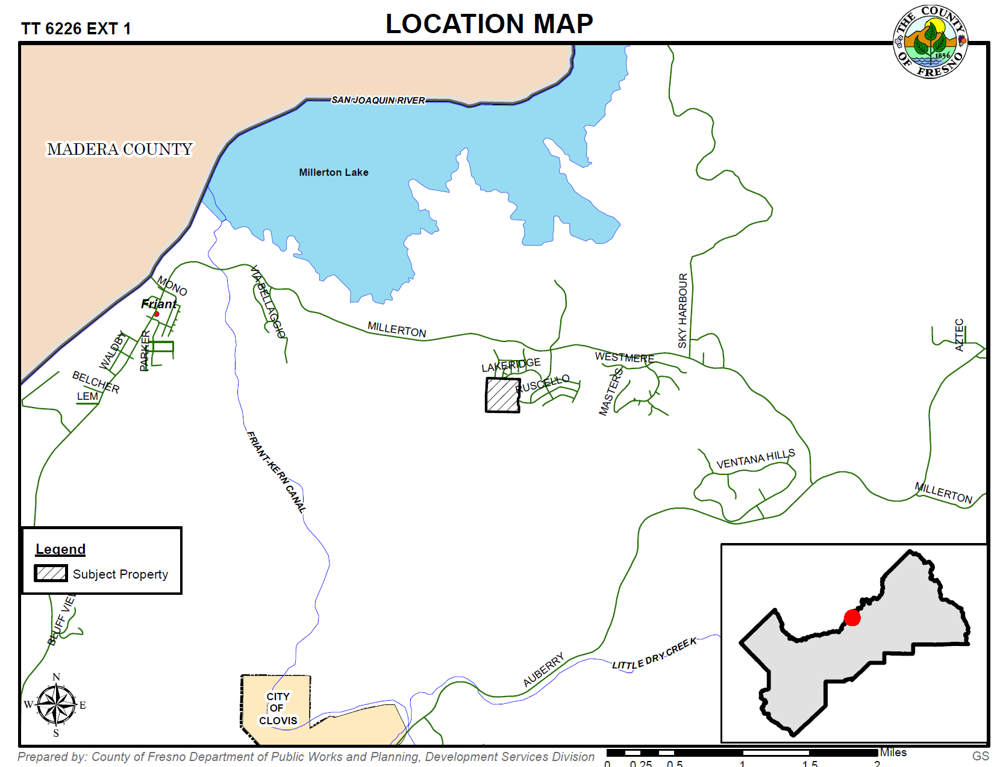 TT 6226 EXT 1
LOCATION MAP
THE COUNTY
OF FRESNO
1856
SAN JOAQUIN RIVER
MADERA COUNTY
Millerton Lake
MONO
Friant
VIA BELLAGGIO
WALDBY
PARKER
BELCHER
LEM
MILLERTON
SKY HARBOUR
AZTEC
LAKERIDGE
WESTMERE
RUSCELLO
MASTERS
FRIANT-KERN CANAL
VENTANA HILLS
MILLERTON
Legend
Subject Property
BLUFF VIEW
AUBERRY
LITTLE DRY CREEK
N
W
E
S
CITY
OF
CLOVIS
Prepared by: County of Fresno Department of Public Works and Planning, Development Services Division
Miles
0 0.25 0.5 1 1.5 2
GS